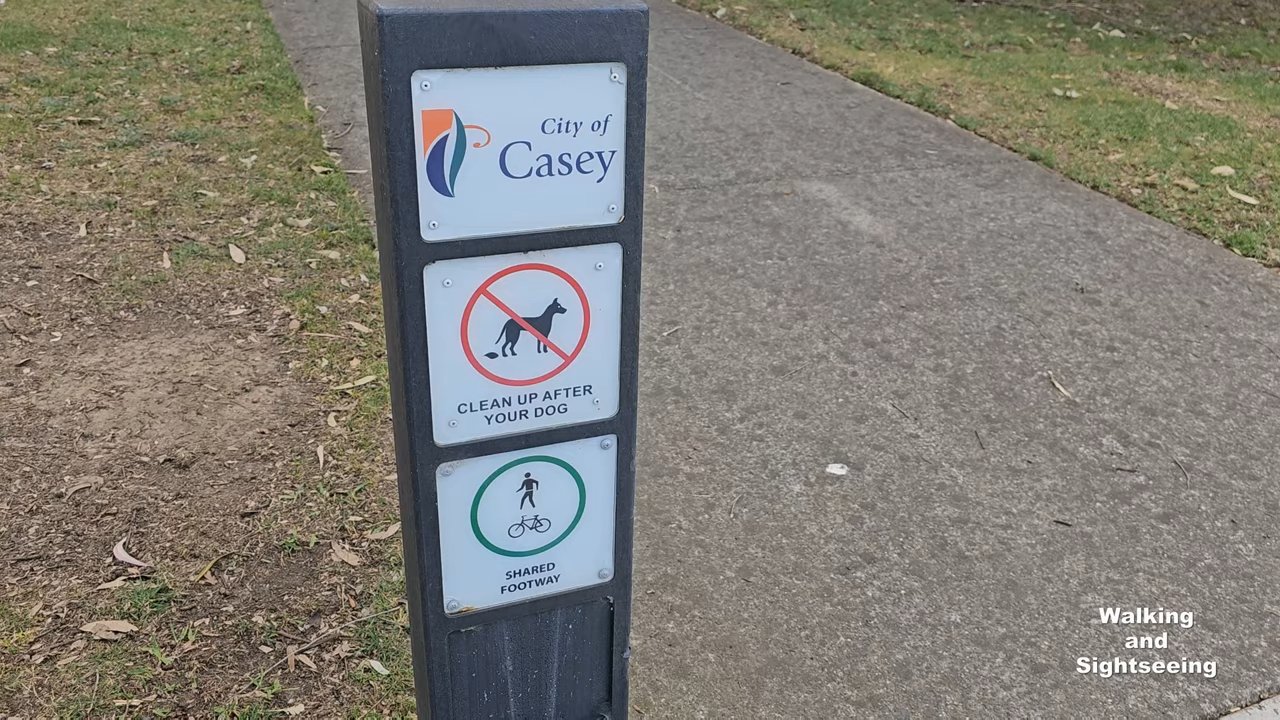 City of
Casey
CLEAN UP AFTER
YOUR DOG
SHARED
FOOTWAY
Walking
and
Sightseeing